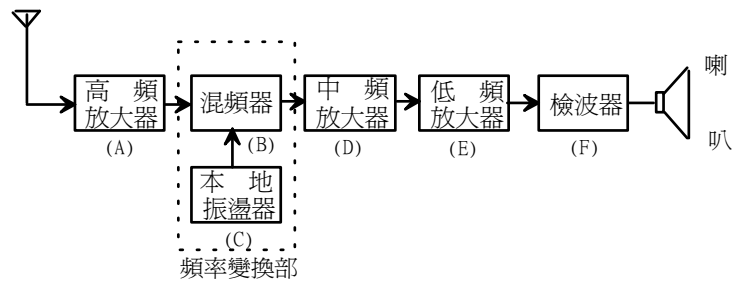 高 頻
放大器
(A)
混頻器
(B)
本 地
振盪器
(C)
頻率變換部
中 頻
放大器
(D)
低 頻
放大器
(E)
檢波器
(F)
喇
叭